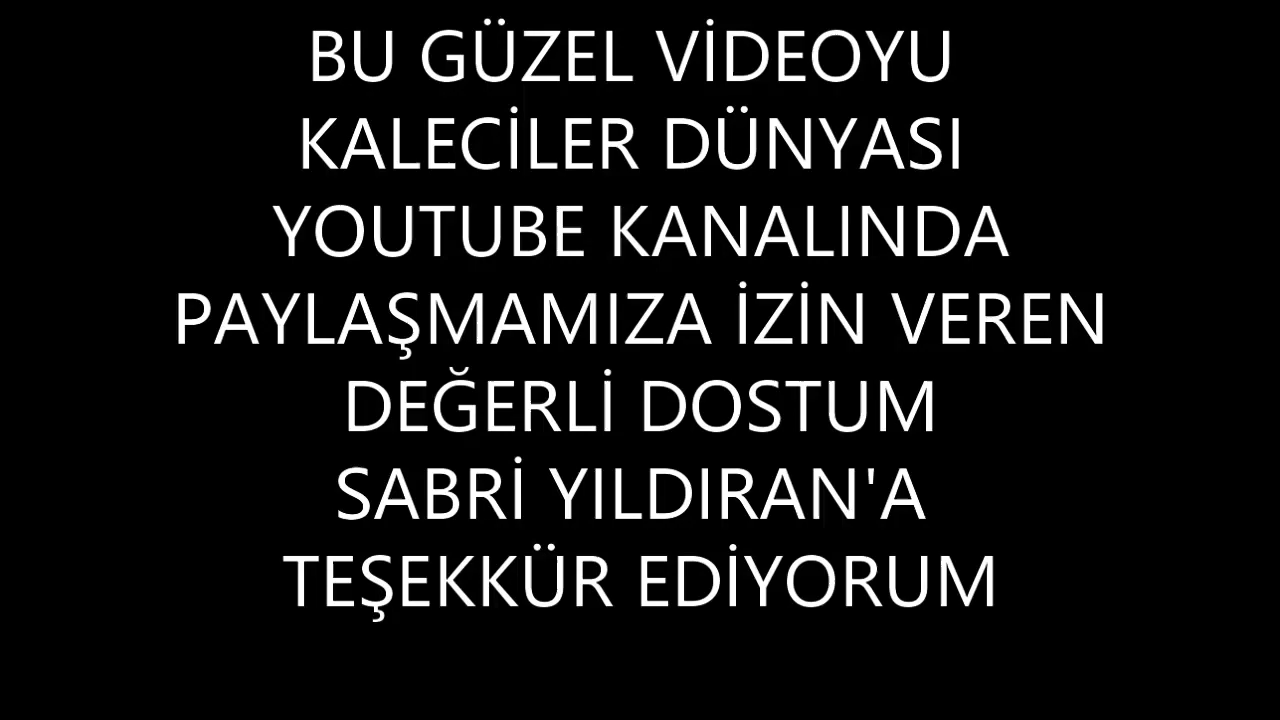 BU GÜZEL VİDEOYU
KALECİLER DÜNYASI
YOUTUBE KANALINDA
PAYLAŞMAMIZA İZİN VEREN
DEĞERLİ DOSTUM
SABRİ YILDIRAN'A
TEŞEKKÜR EDİYORUM